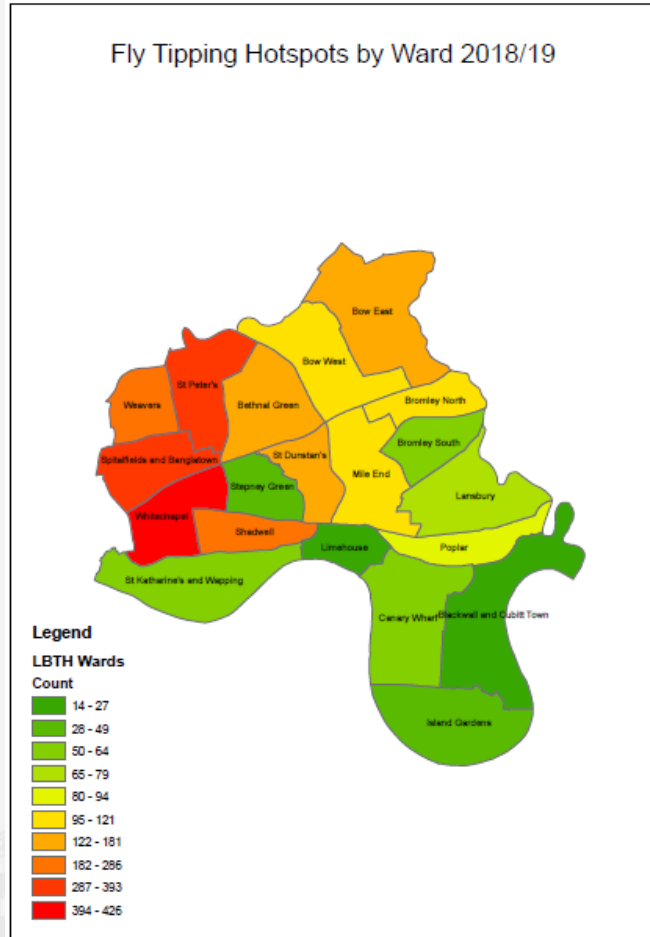 Fly Tipping Hotspots by Ward 2018/19
Bow East
Bow West
St Peter's
Bromley North
Weavers
Bethnal Green
Bromley South
St Dunstan's
Spitalfields and Banglatown
Mile End
Stepney Green
Lansbury
Whitechapel
Shadwell
Limehouse
Poplar
St Katharine's and Wapping
Canary Wharf
Blackwall and Cubitt Town
Island Gardens
Legend
LBTH Wards
Count
14 - 27
28 - 49
50 - 64
65 - 79
80 - 94
95 - 121
122 - 181
182 - 286
287 - 393
394 - 426